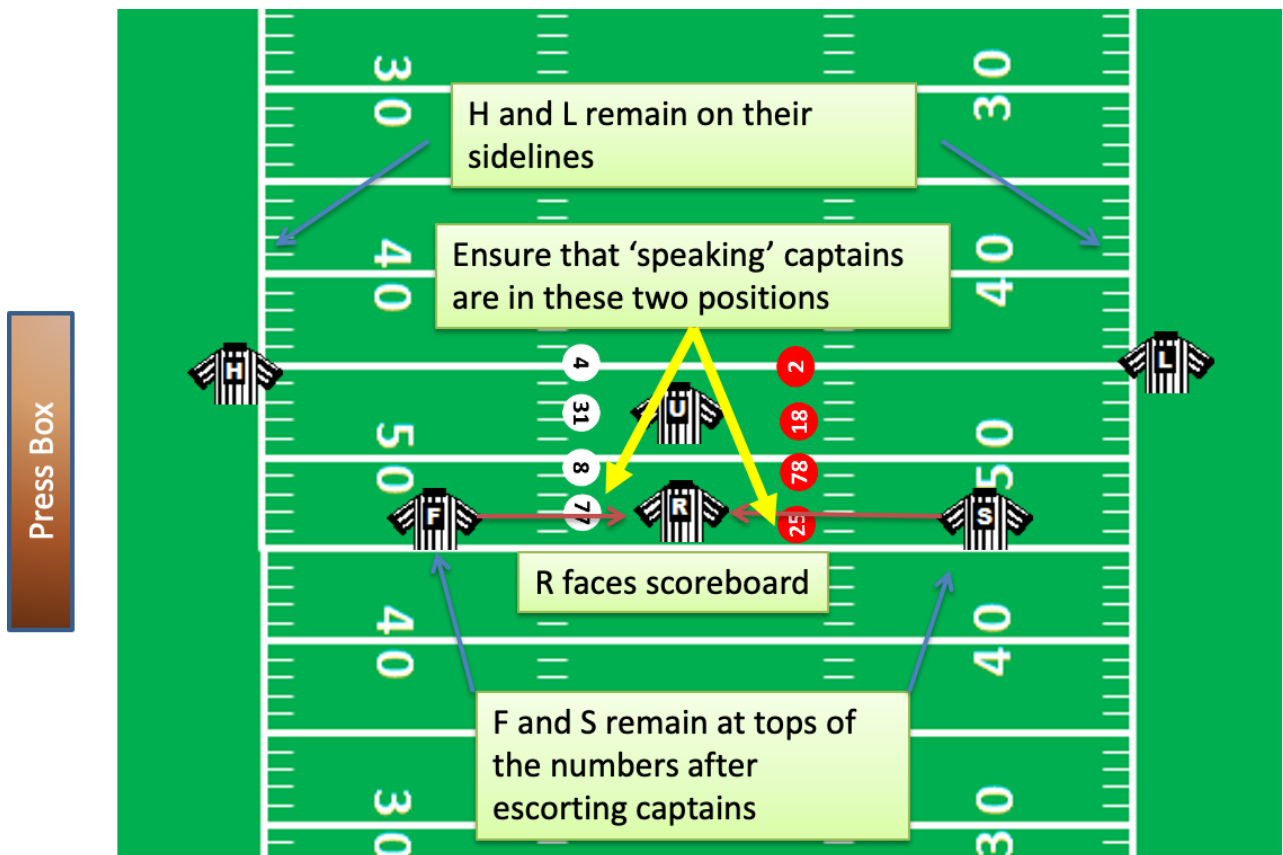 30
30
H and L remain on their
sidelines
40
40
Ensure that ‘speaking’ captains
are in these two positions
Press Box
H
4
2
L
31
U
18
50
50
8
78
F
77
R
25
S
R faces scoreboard
40
40
F and S remain at tops of
the numbers after
escorting captains
30
30